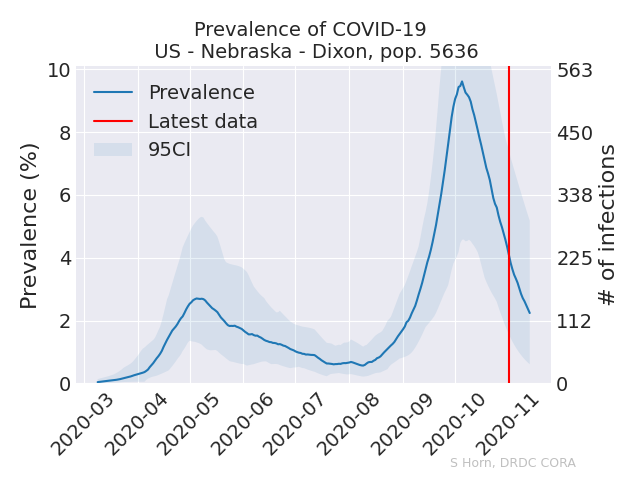 Prevalence of COVID-19
US - Nebraska - Dixon, pop. 5636
Prevalence
Latest data
95CI
Prevalence (%)
10
8
6
4
2
0
563
450
338
225
112
0
# of infections
2020-03
2020-04
2020-05
2020-06
2020-07
2020-08
2020-09
2020-10
2020-11
S Horn, DRDC CORA